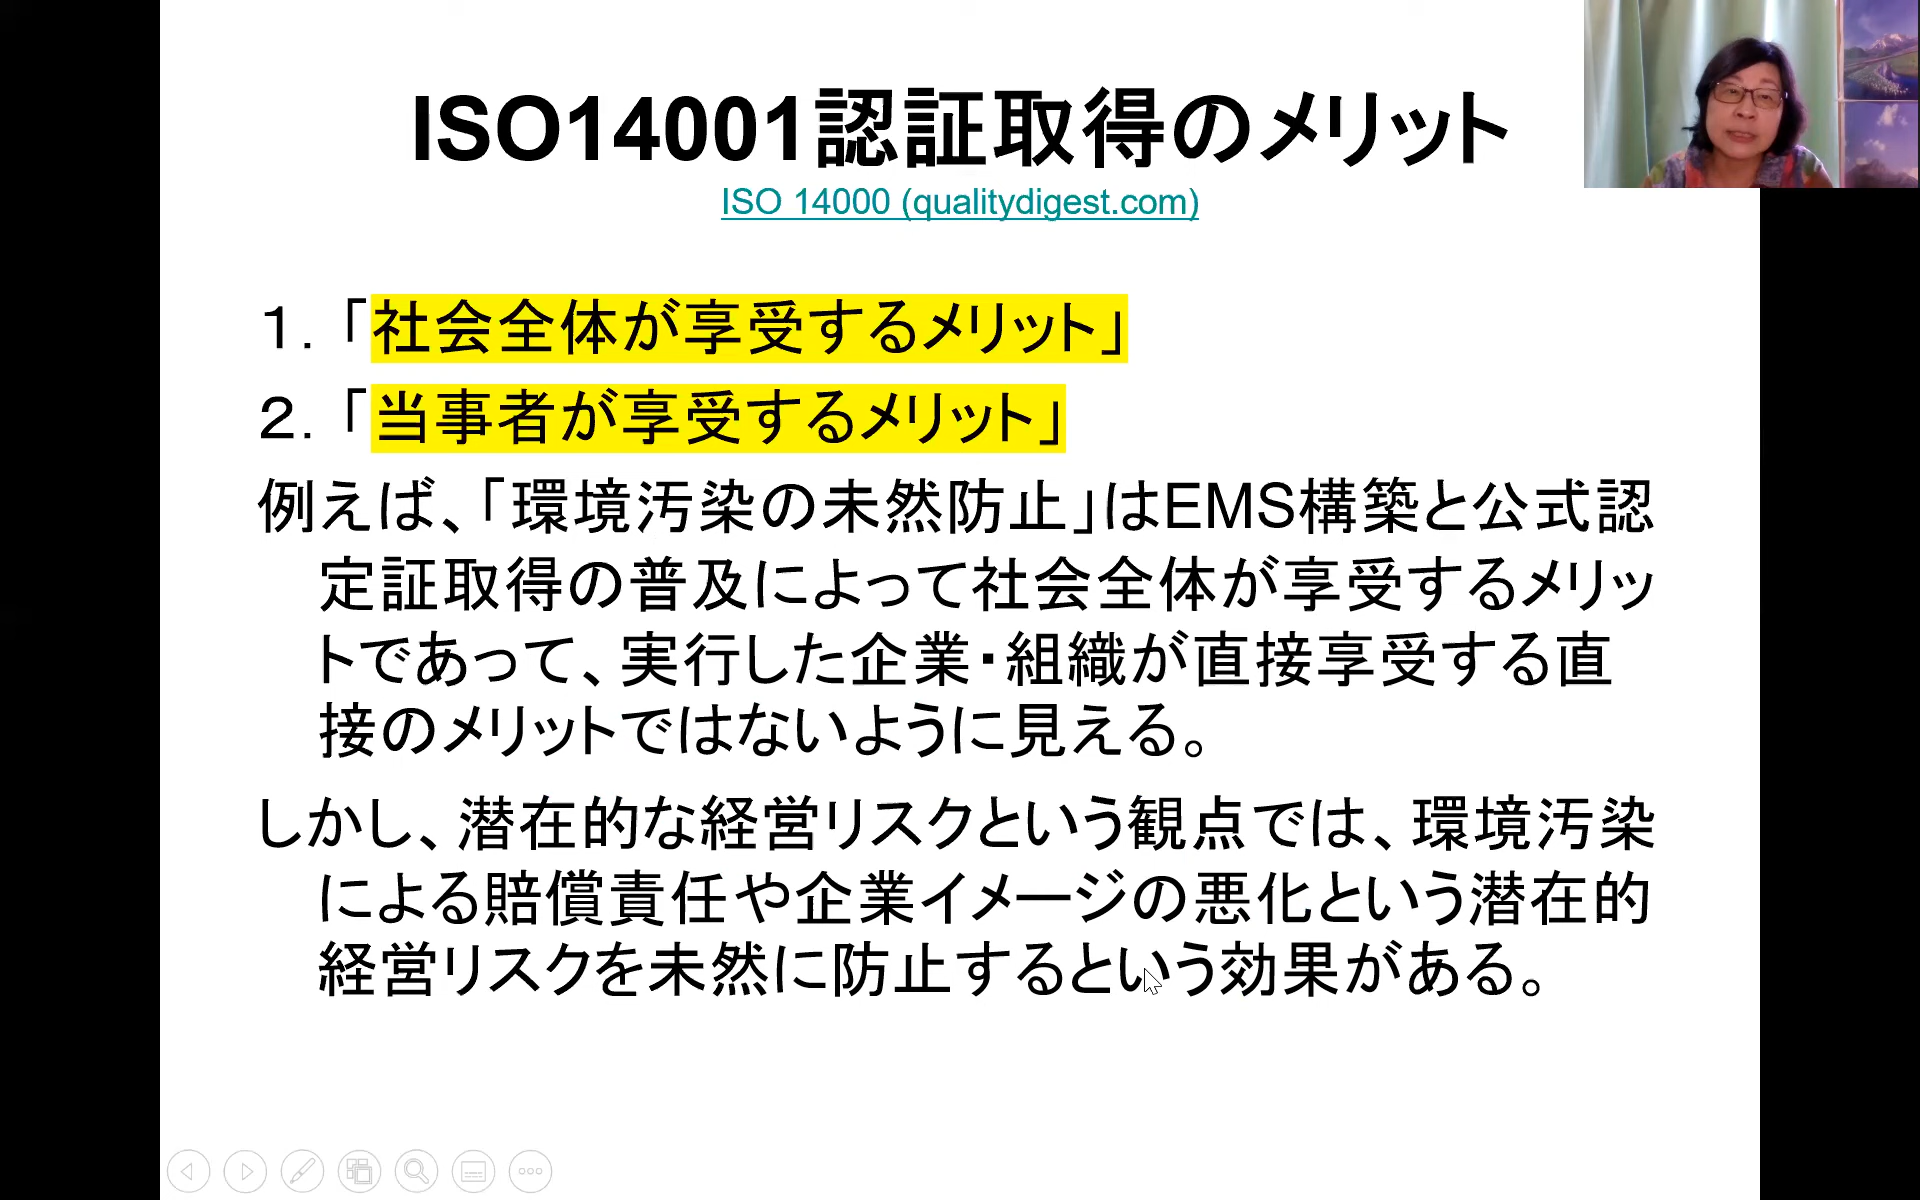 ISO14001認証取得のメリット
ISO 14000 (qualitydigest.com)
１．「社会全体が享受するメリット」
２．「当事者が享受するメリット」
例えば、「環境汚染の未然防止」はEMS構築と公式認
定証取得の普及によって社会全体が享受するメリッ
トであって、実行した企業・組織が直接享受する直
接のメリットではないように見える。
しかし、潜在的な経営リスクという観点では、環境汚染
による賠償責任や企業イメージの悪化という潜在的
経営リスクを未然に防止するという効果がある。